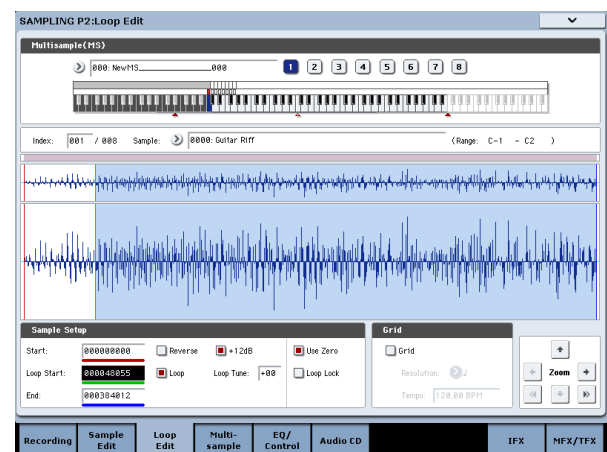 SAMPLING P2:Loop Edit
Multisample(MS)
000: NewMS_______________000
1 2 3 4 5 6 7 8
Index: 001 / 008 Sample: 0000: Guitar Riff (Range: C-1 - C2 )
Sample Setup
Start: 000000000 Reverse +12dB Use Zero
Loop Start: 000048055 Loop Loop Tune: +00 Loop Lock
End: 000384012
Grid
Grid
Resolution:
Tempo: 120.00 BPM
Zoom
Recording Sample Edit Loop Edit Multi-sample EQ/Control Audio CD IFX MFX/TFX